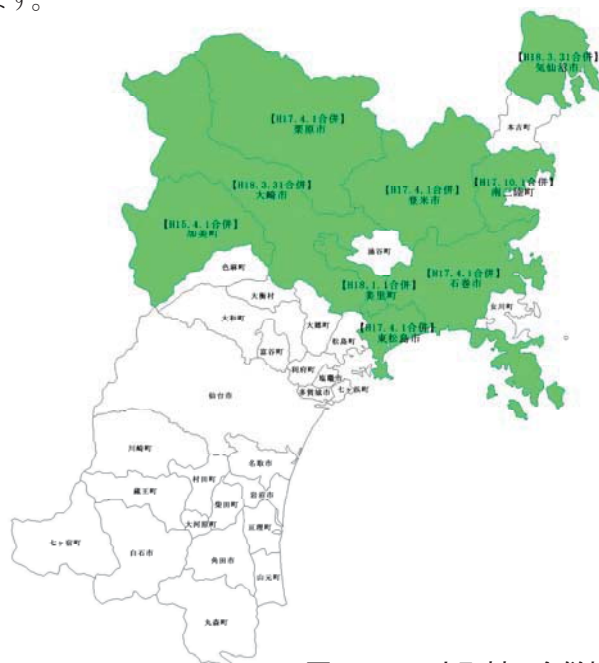 ます。
【H18.3.31合併】
気仙沼市
本吉町
【H17.4.1合併】
栗原市
【H18.3.31合併】
大崎市
【H17.4.1合併】
登米市
【H17.10.1合併】
南三陸町
【H15.4.1合併】
加美町
涌谷町
色麻町
【H17.4.1合併】
石巻市
【H18.1.1合併】
美里町
大衡村
女川町
大和町
大郷町
【H17.4.1合併】
東松島市
松島町
富谷町
利府町
塩竈市
多賀城市
七ヶ浜町
仙台市
川崎町
名取市
村田町
蔵王町
岩沼市
柴田町
大河原町
亘理町
七ヶ宿町
白石市
角田市
山元町
丸森町